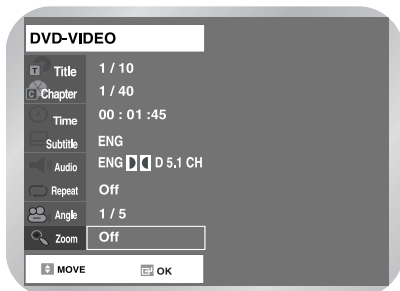 DVD-VIDEO
T Title 1 / 10
C Chapter 1 / 40
Time 00 : 01 :45
Subtitle ENG
Audio ENG D 5.1 CH
Repeat Off
Angle 1 / 5
Zoom Off
MOVE OK